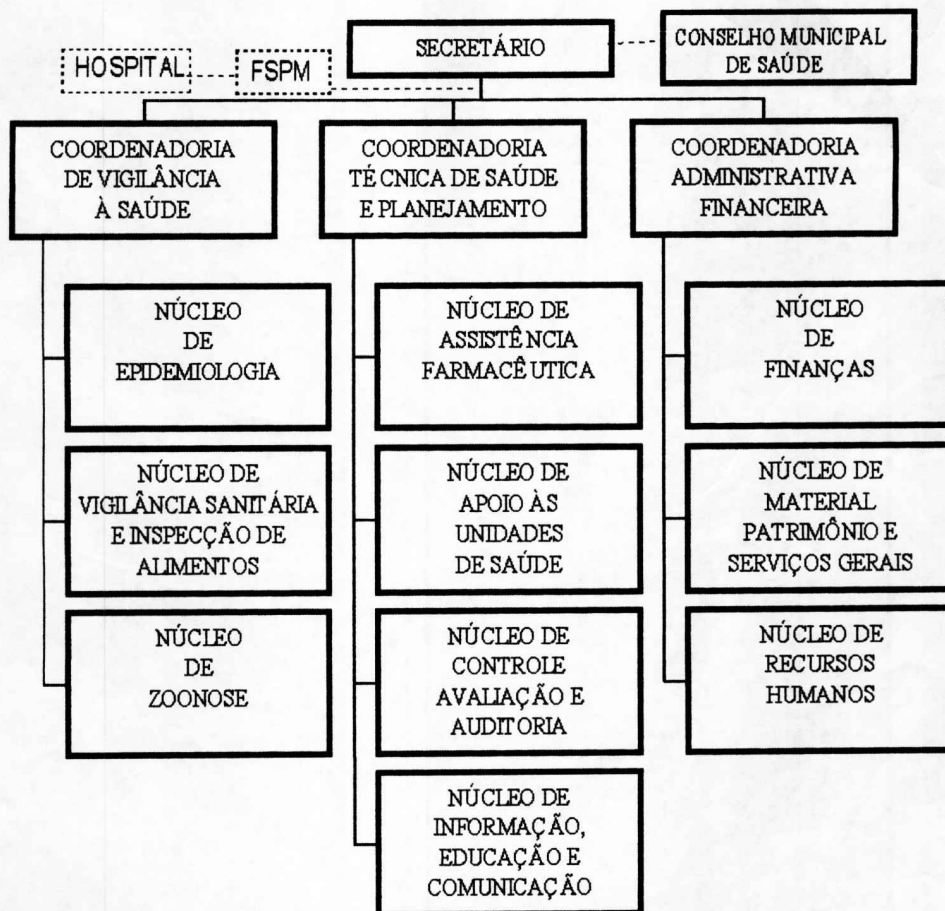 SECRETÁRIO
CONSELHO MUNICIPAL
DE SAÚDE
HOSPITAL
FSPM
COORDENADORIA
DE VIGILÂNCIA
À SAÚDE
COORDENADORIA
TÉCNICA DE SAÚDE
E PLANEJAMENTO
COORDENADORIA
ADMINISTRATIVA
FINANCEIRA
NÚCLEO
DE
EPIDEMIOLOGIA
NÚCLEO DE
ASSISTÊNCIA
FARMACÊUTICA
NÚCLEO
DE
FINANÇAS
NÚCLEO DE
VIGILÂNCIA SANITÁRIA
E INSPECÇÃO DE
ALIMENTOS
NÚCLEO DE
APOIO ÀS
UNIDADES
DE SAÚDE
NÚCLEO DE
MATERIAL
PATRIMÔNIO E
SERVIÇOS GERAIS
NÚCLEO
DE
ZOONOSE
NÚCLEO DE
CONTROLE
AVALIAÇÃO E
AUDITORIA
NÚCLEO DE
RECURSOS
HUMANOS
NÚCLEO DE
INFORMAÇÃO,
EDUCAÇÃO E
COMUNICAÇÃO